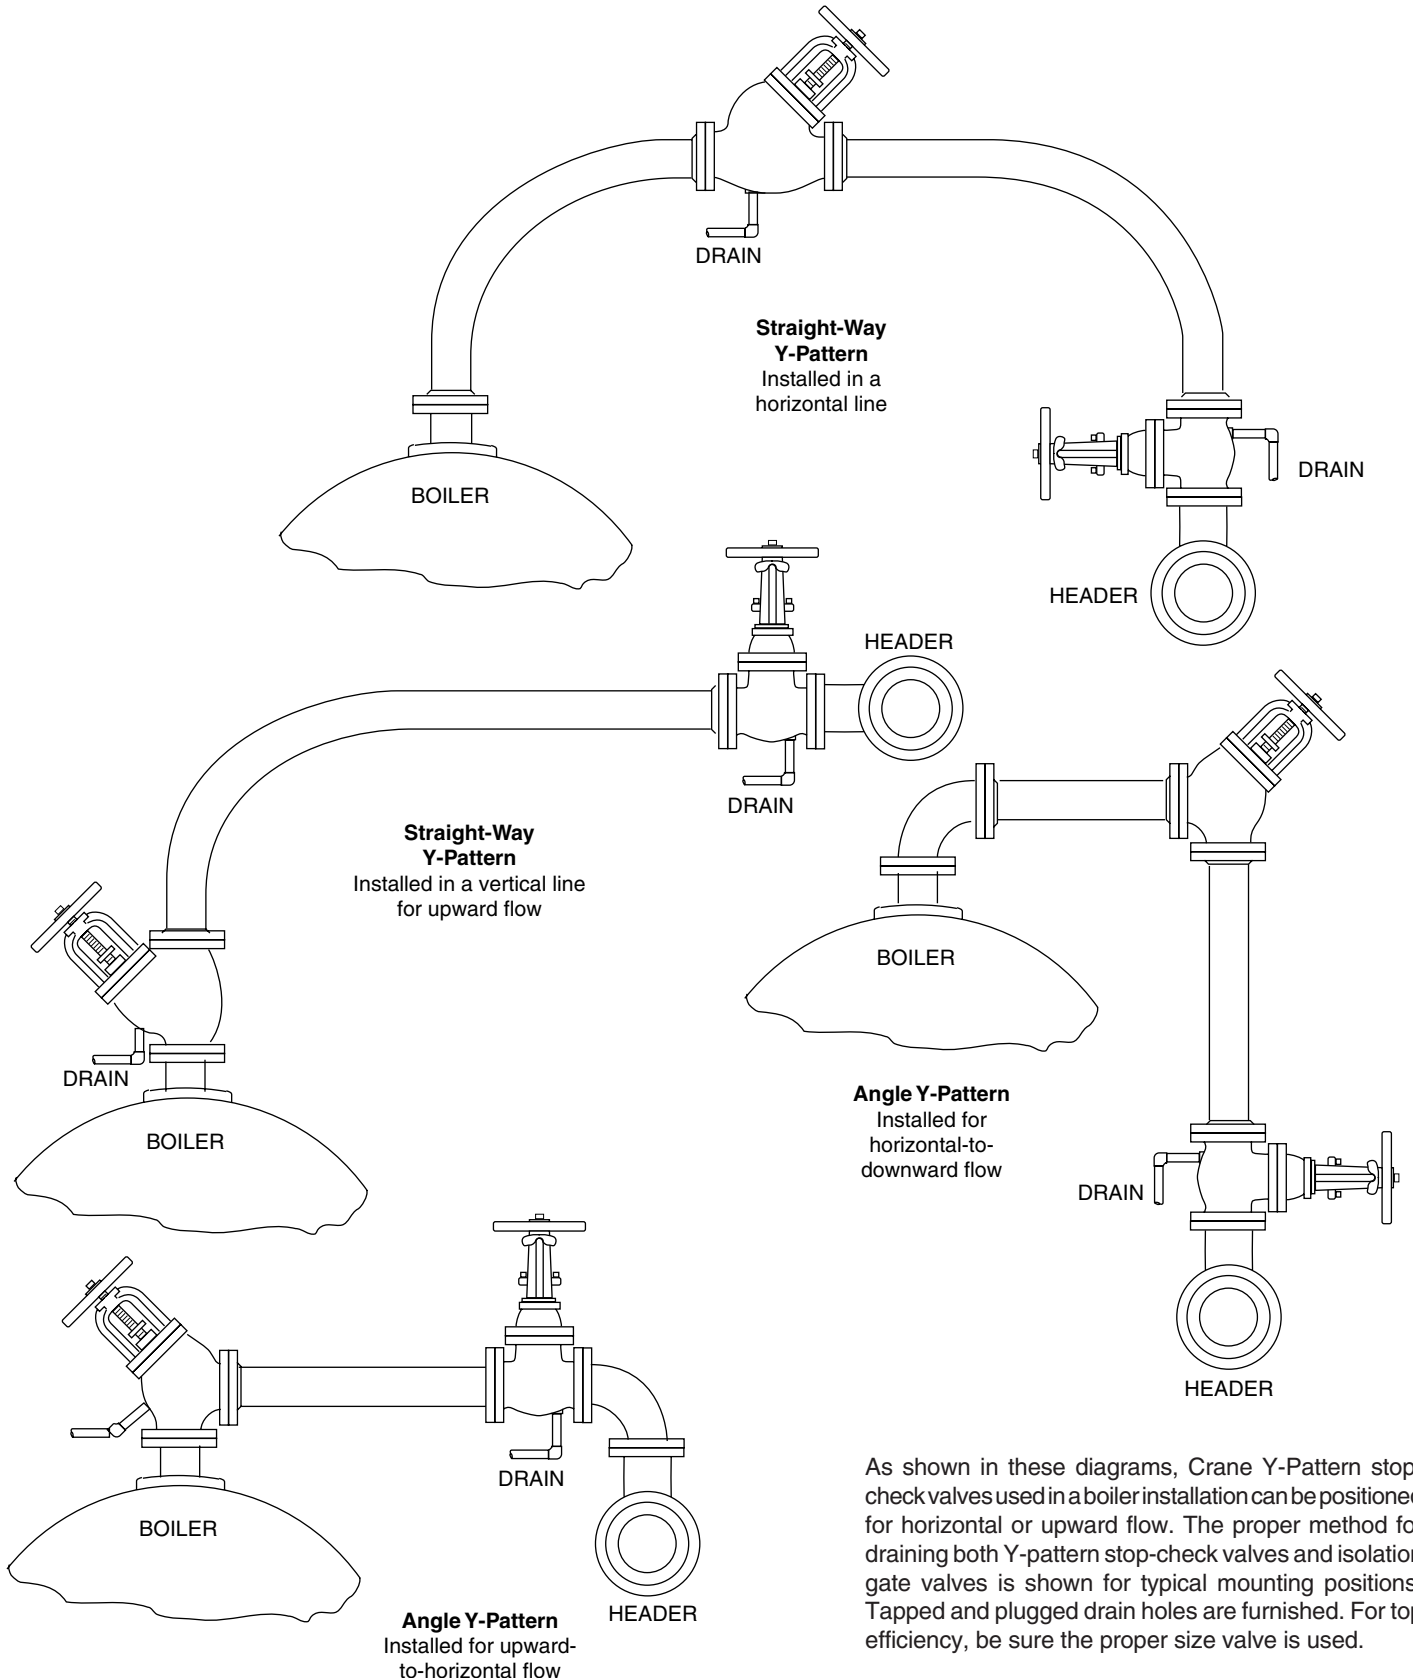 DRAIN
Straight-Way
Y-Pattern
Installed in a
horizontal line
BOILER
DRAIN
HEADER
HEADER
DRAIN
Straight-Way
Y-Pattern
Installed in a vertical line
for upward flow
BOILER
DRAIN
BOILER
Angle Y-Pattern
Installed for
horizontal-to-
downward flow
DRAIN
HEADER
DRAIN
BOILER
HEADER
Angle Y-Pattern
Installed for upward-
to-horizontal flow
As shown in these diagrams, Crane Y-Pattern stop
check valves used in a boiler installation can be positioned
for horizontal or upward flow. The proper method fo
draining both Y-pattern stop-check valves and isolation
gate valves is shown for typical mounting positions
Tapped and plugged drain holes are furnished. For top
efficiency, be sure the proper size valve is used.